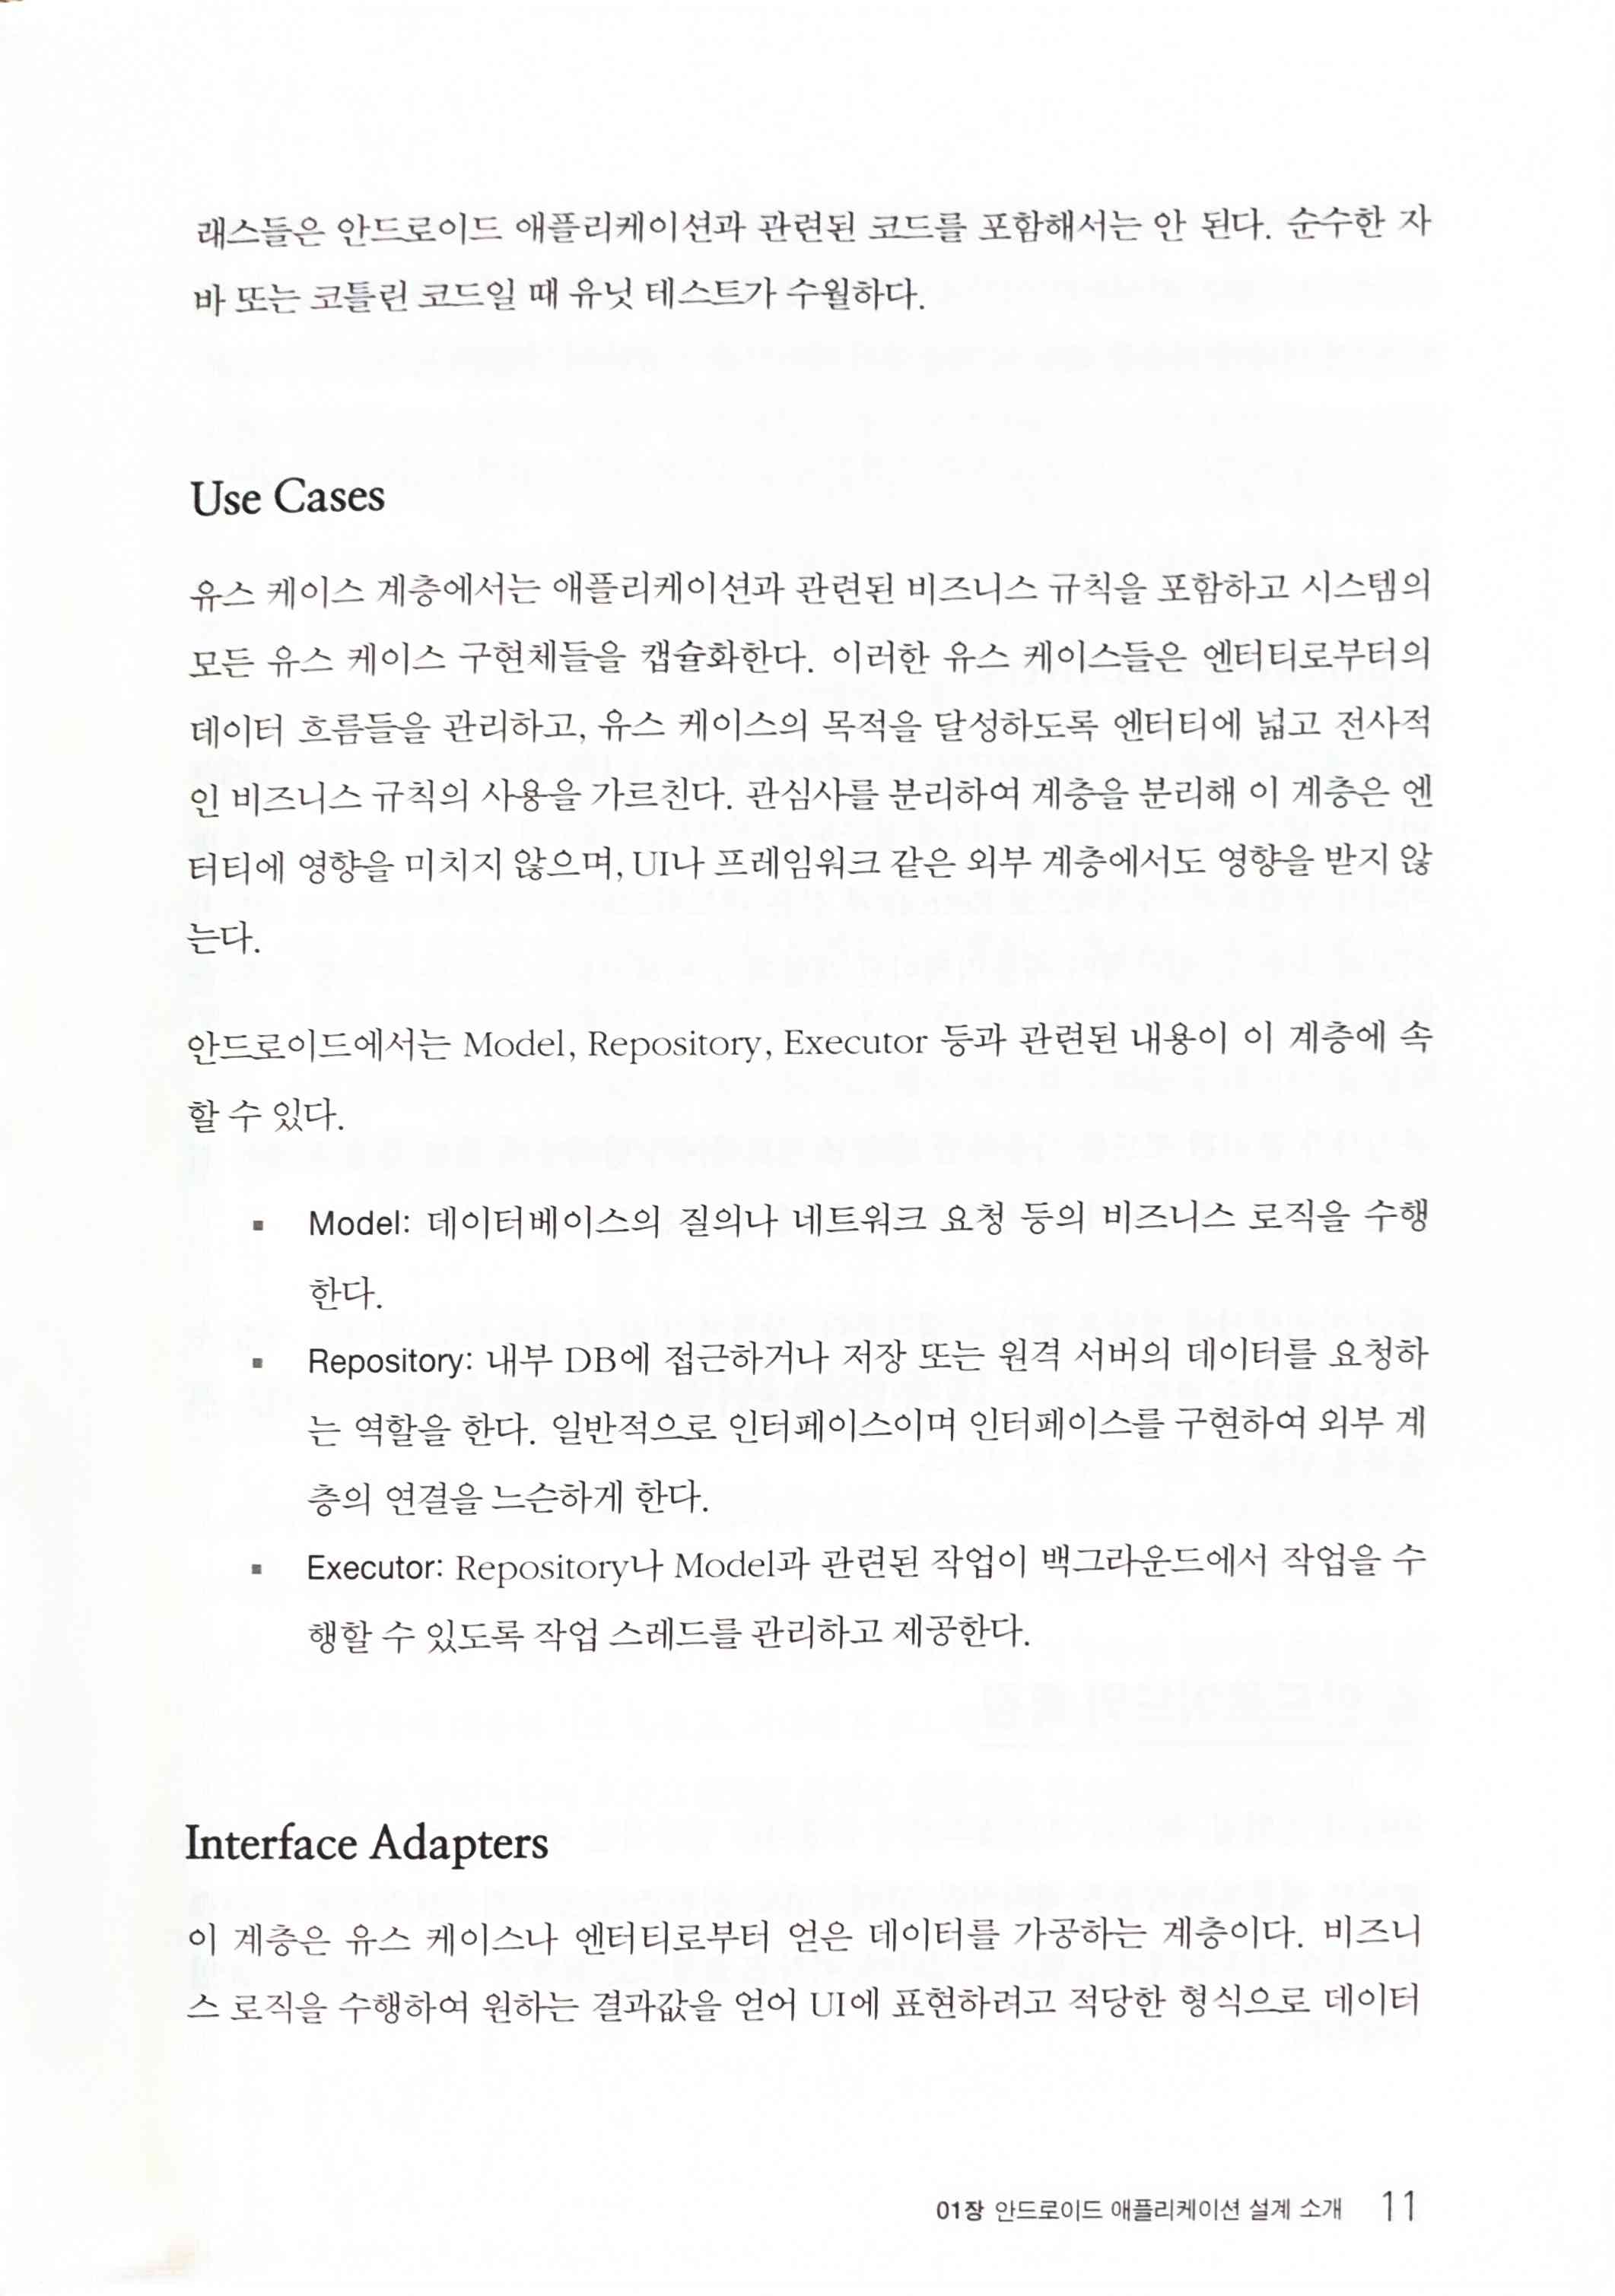 래스들은 안드로이드 애플리케이션과 관련된 코드를 포함해서는 안 된다. 순수한 자
바 또는 코틀린 코드일 때 유닛 테스트가 수월하다.
Use Cases
유스 케이스 계층에서는 애플리케이션과 관련된 비즈니스 규칙을 포함하고 시스템의
모든 유스 케이스 구현체들을 캡슐화한다. 이러한 유스 케이스들은 엔터티로부터의
데이터 흐름들을 관리하고, 유스 케이스의 목적을 달성하도록 엔터티에 넓고 전사적
인 비즈니스 규칙의 사용을 가르친다. 관심사를 분리하여 계층을 분리해 이 계층은 엔
터티에 영향을 미치지 않으며, UI나 프레임워크 같은 외부 계층에서도 영향을 받지 않
는다.
안드로이드에서는 Model, Repository, Executor 등과 관련된 내용이 이 계층에 속
할 수 있다.
▪ Model: 데이터베이스의 질의나 네트워크 요청 등의 비즈니스 로직을 수행
한다.
▪ Repository: 내부 DB에 접근하거나 저장 또는 원격 서버의 데이터를 요청하
는 역할을 한다. 일반적으로 인터페이스이며 인터페이스를 구현하여 외부 계
층의 연결을 느슨하게 한다.
▪ Executor: Repository나 Model과 관련된 작업이 백그라운드에서 작업을 수
행할 수 있도록 작업 스레드를 관리하고 제공한다.
Interface Adapters
이 계층은 유스 케이스나 엔터티로부터 얻은 데이터를 가공하는 계층이다. 비즈니
스 로직을 수행하여 원하는 결과값을 얻어 UI에 표현하려고 적당한 형식으로 데이터
01장 안드로이드 애플리케이션 설계 소개 11